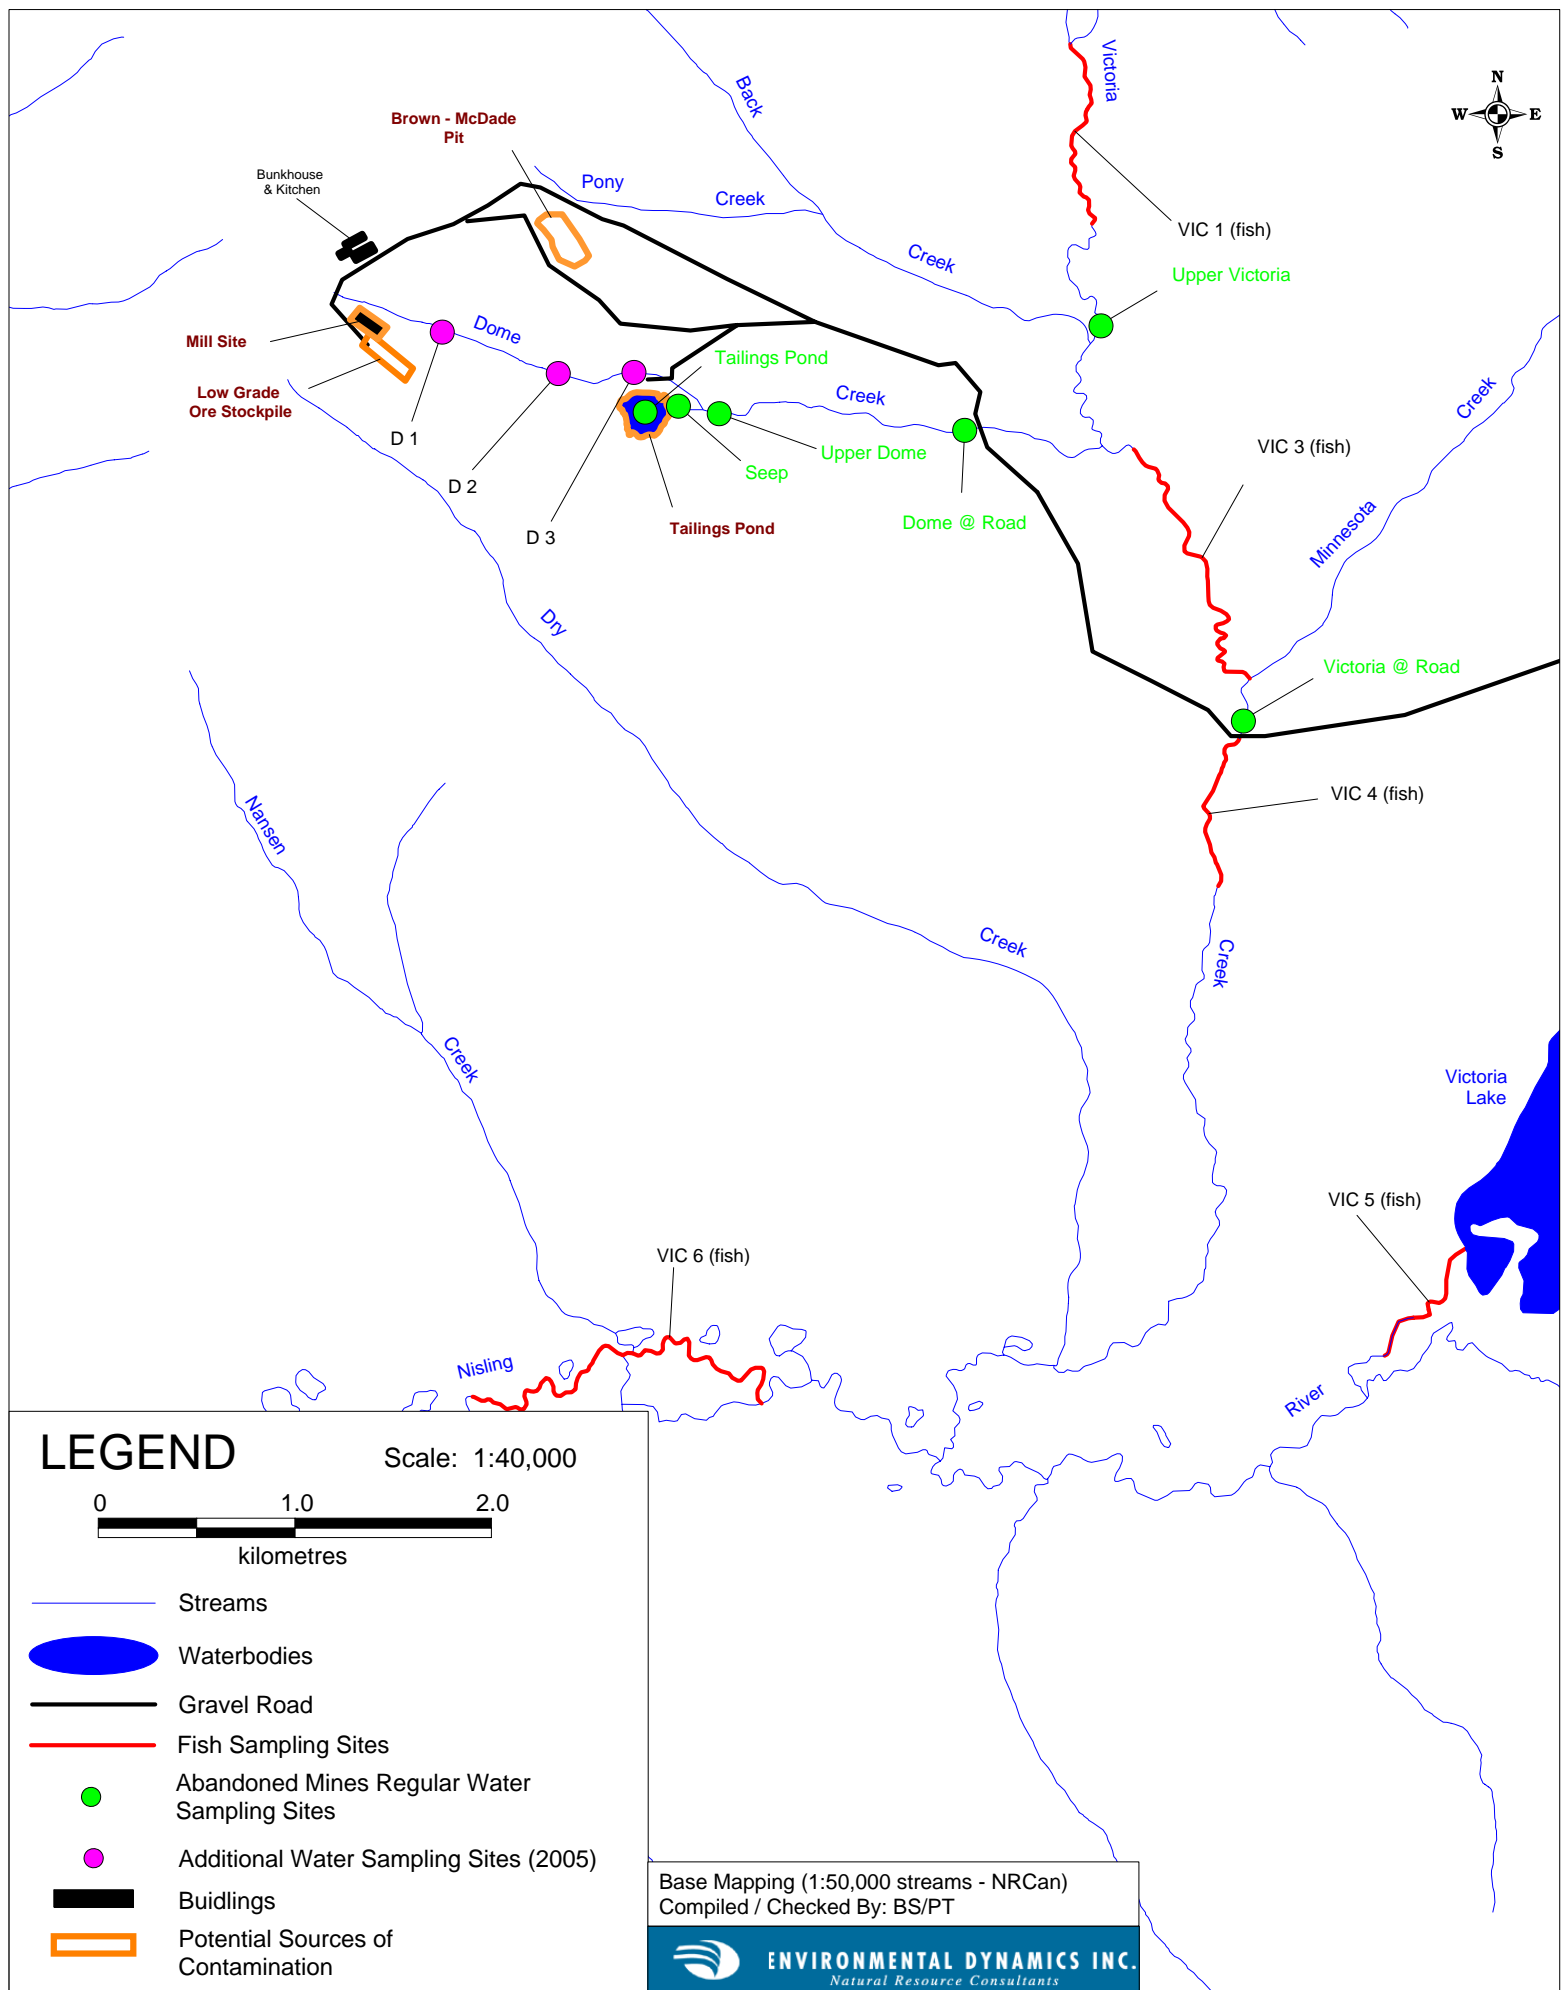 Victoria
N
W
E
S
Back
Brown - McDade
Pit
Bunkhouse
& Kitchen
Pony
Creek
VIC 1 (fish)
Creek
Upper Victoria
Mill Site
Dome
Tailings Pond
Low Grade
Ore Stockpile
Creek
Creek
D 1
VIC 3 (fish)
Upper Dome
Seep
D 2
Dome @ Road
Tailings Pond
D 3
Minnesota
Dry
Victoria @ Road
VIC 4 (fish)
Nansen
Creek
Creek
Creek
Victoria
Lake
VIC 5 (fish)
VIC 6 (fish)
Nisling
River
LEGEND
Scale: 1:40,000
0 1.0 2.0
kilometres
Streams
Waterbodies
Gravel Road
Fish Sampling Sites
Abandoned Mines Regular Water
Sampling Sites
Additional Water Sampling Sites (2005)
Buidlings
Potential Sources of
Contamination
Base Mapping (1:50,000 streams - NRCan)
Compiled / Checked By: BS/PT
ENVIRONMENTAL DYNAMICS INC.
Natural Resource Consultants